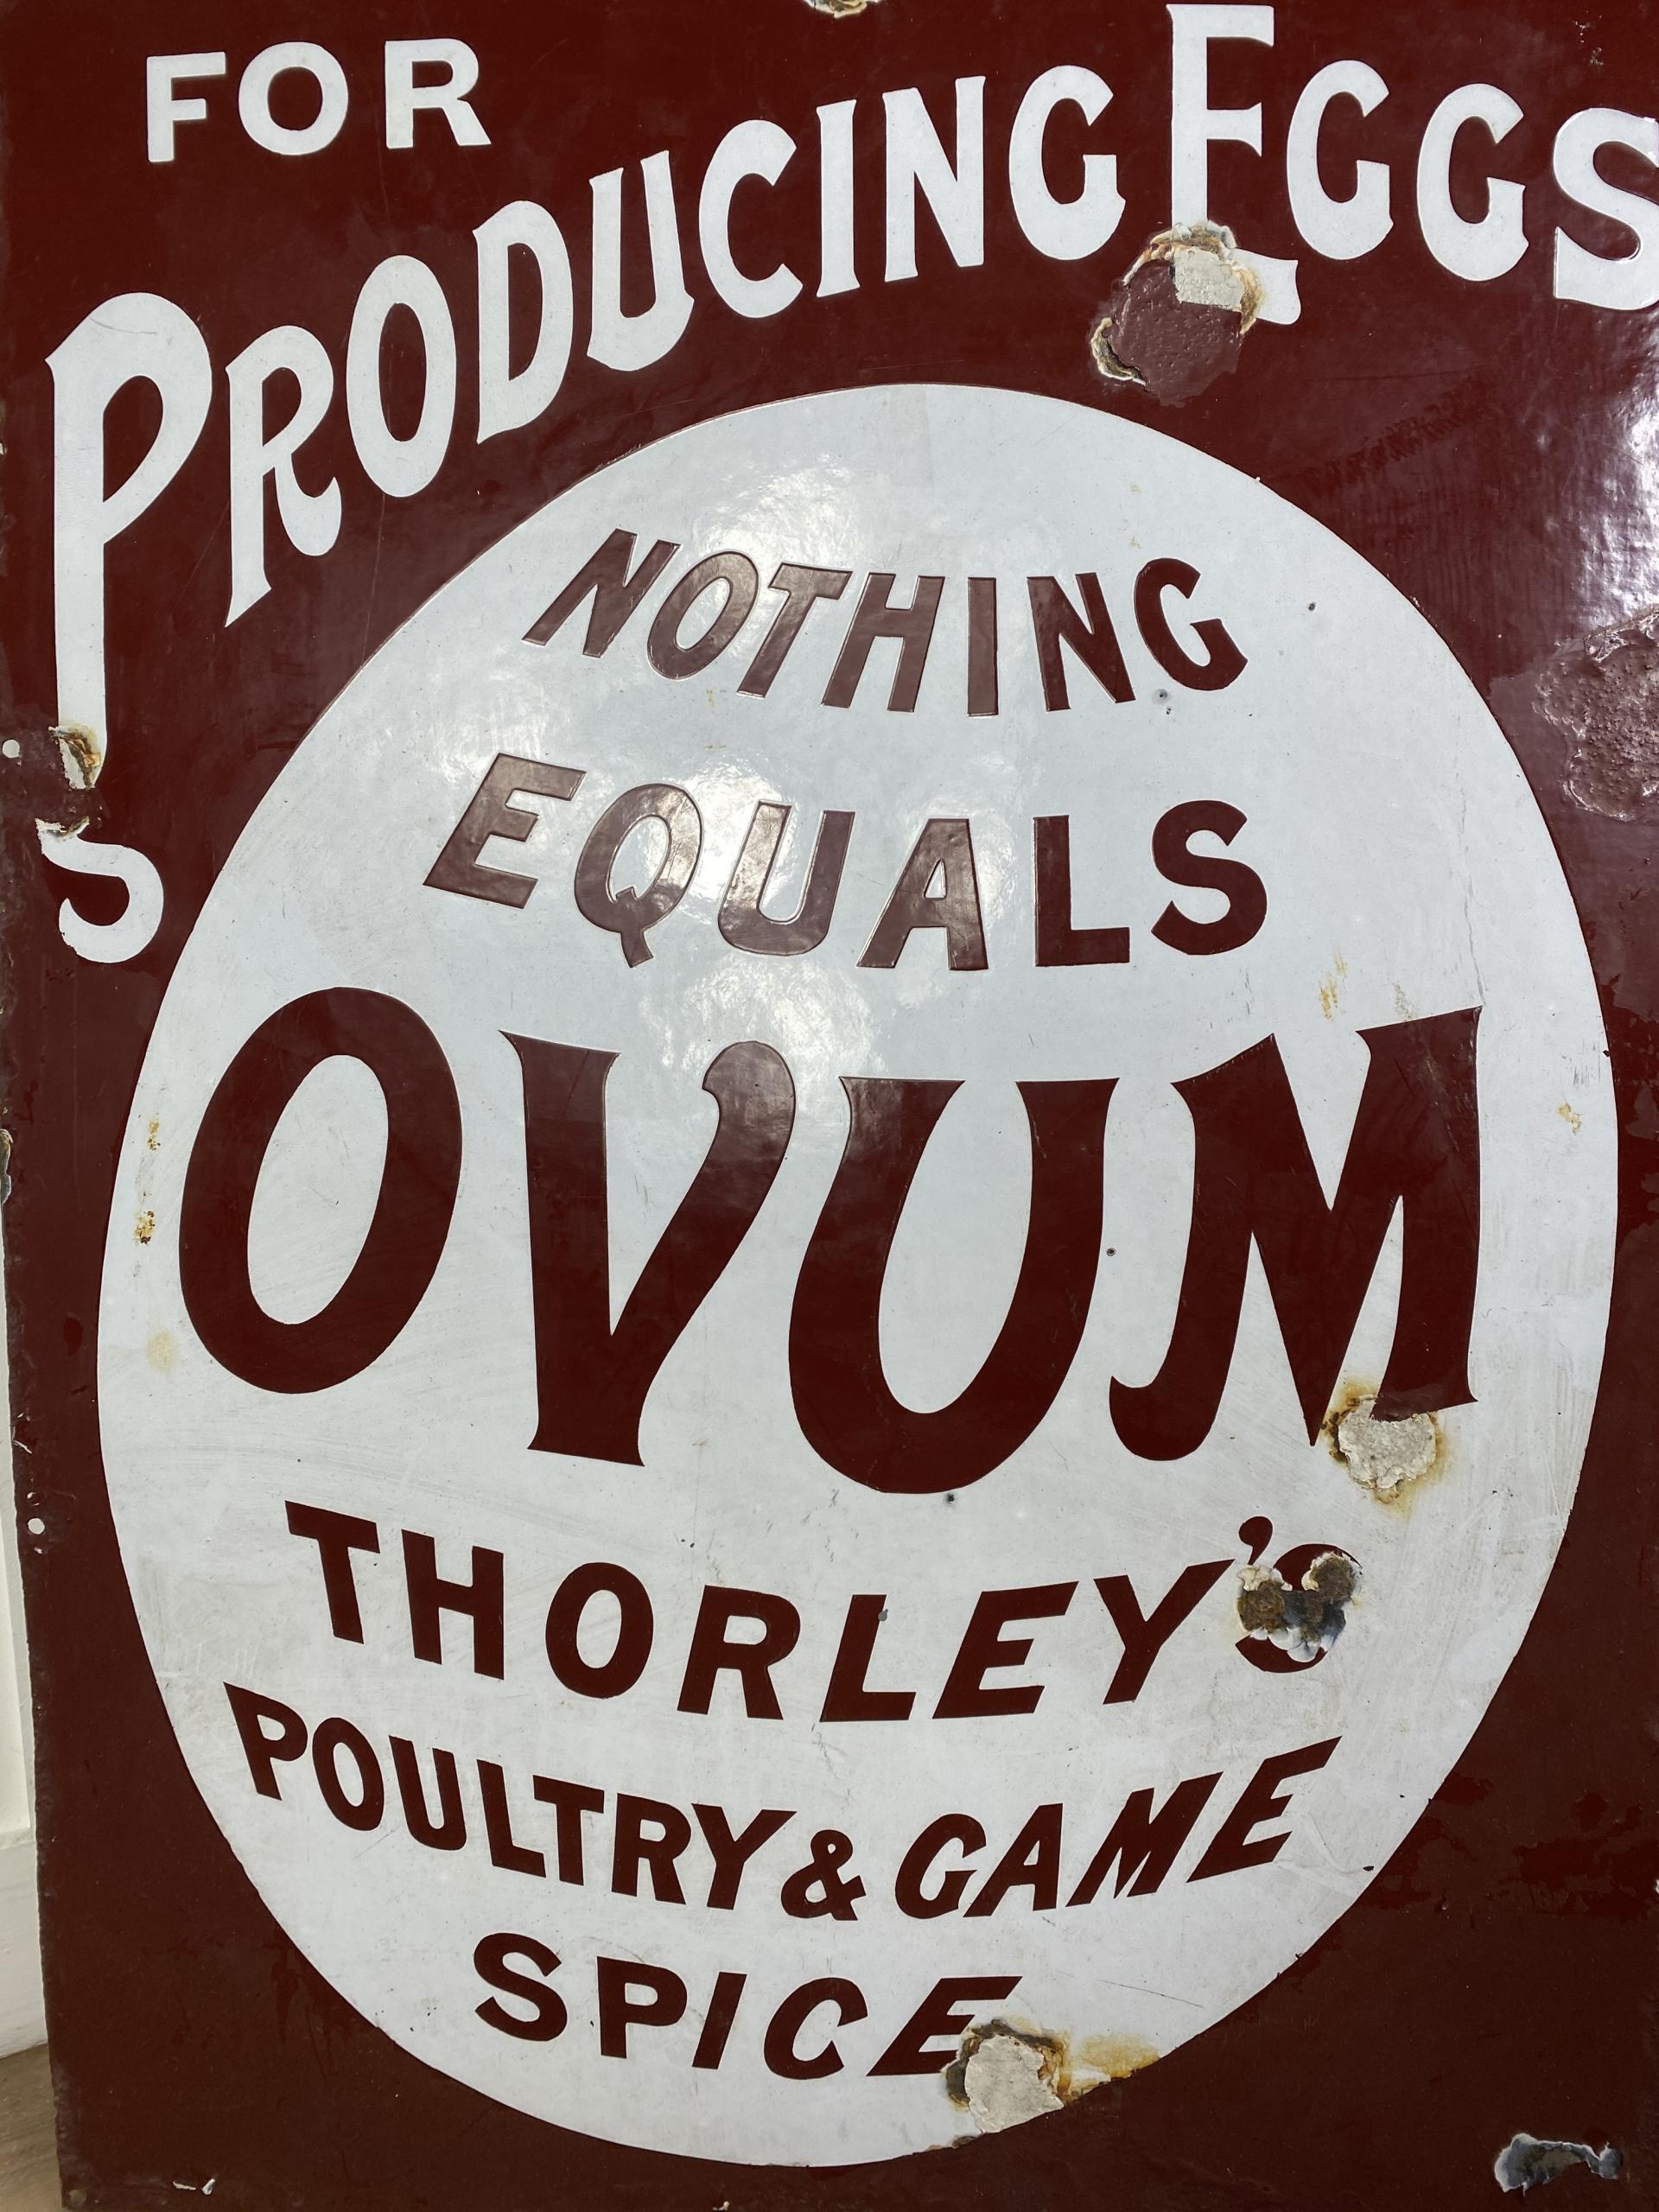 FOR
PRODUCING EGGS
NOTHING
EQUALS
OVUM
THORLEY'S
POULTRY & GAME
SPICE